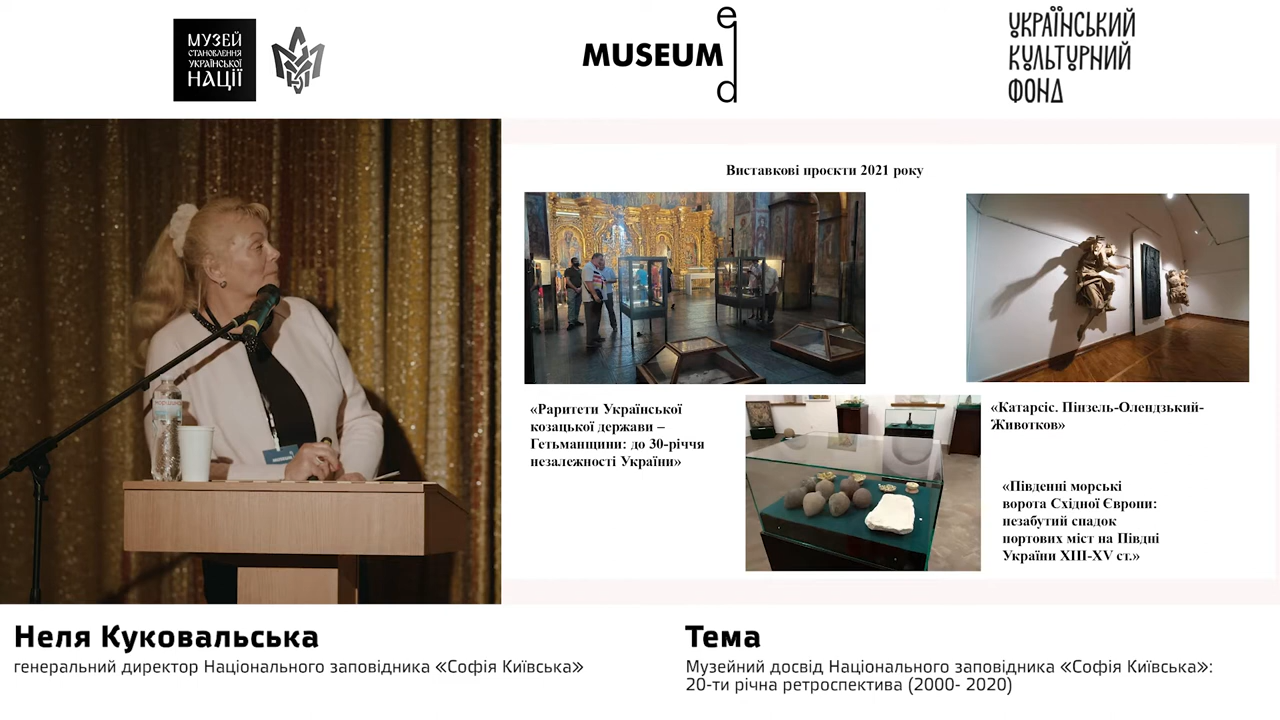 МУЗЕЙ
СТАНОВЛЕННЯ
УКРАЇНСЬКОЇ
НАЦІЇ
MUSEUM
ed
УКРАЇНСЬКИЙ
КУЛЬТУРНИЙ
ФОНД
Виставкові проєкти 2021 року
«Раритети Української
козацької держави –
Гетьманщини: до 30-річчя
незалежності України»
«Катарсіс. Пінзель-Оленdзький-
Животков»
«Південні морські
ворота Східної Європи:
незабутий спадок
портових міст на Півдні
України XIII-XV ст.»
Неля Куковальська
генеральний директор Національного заповідника «Софія Київська»
Тема
Музейний досвід Національного заповідника «Софія Київська»:
20-ти річна ретроспектива (2000- 2020)